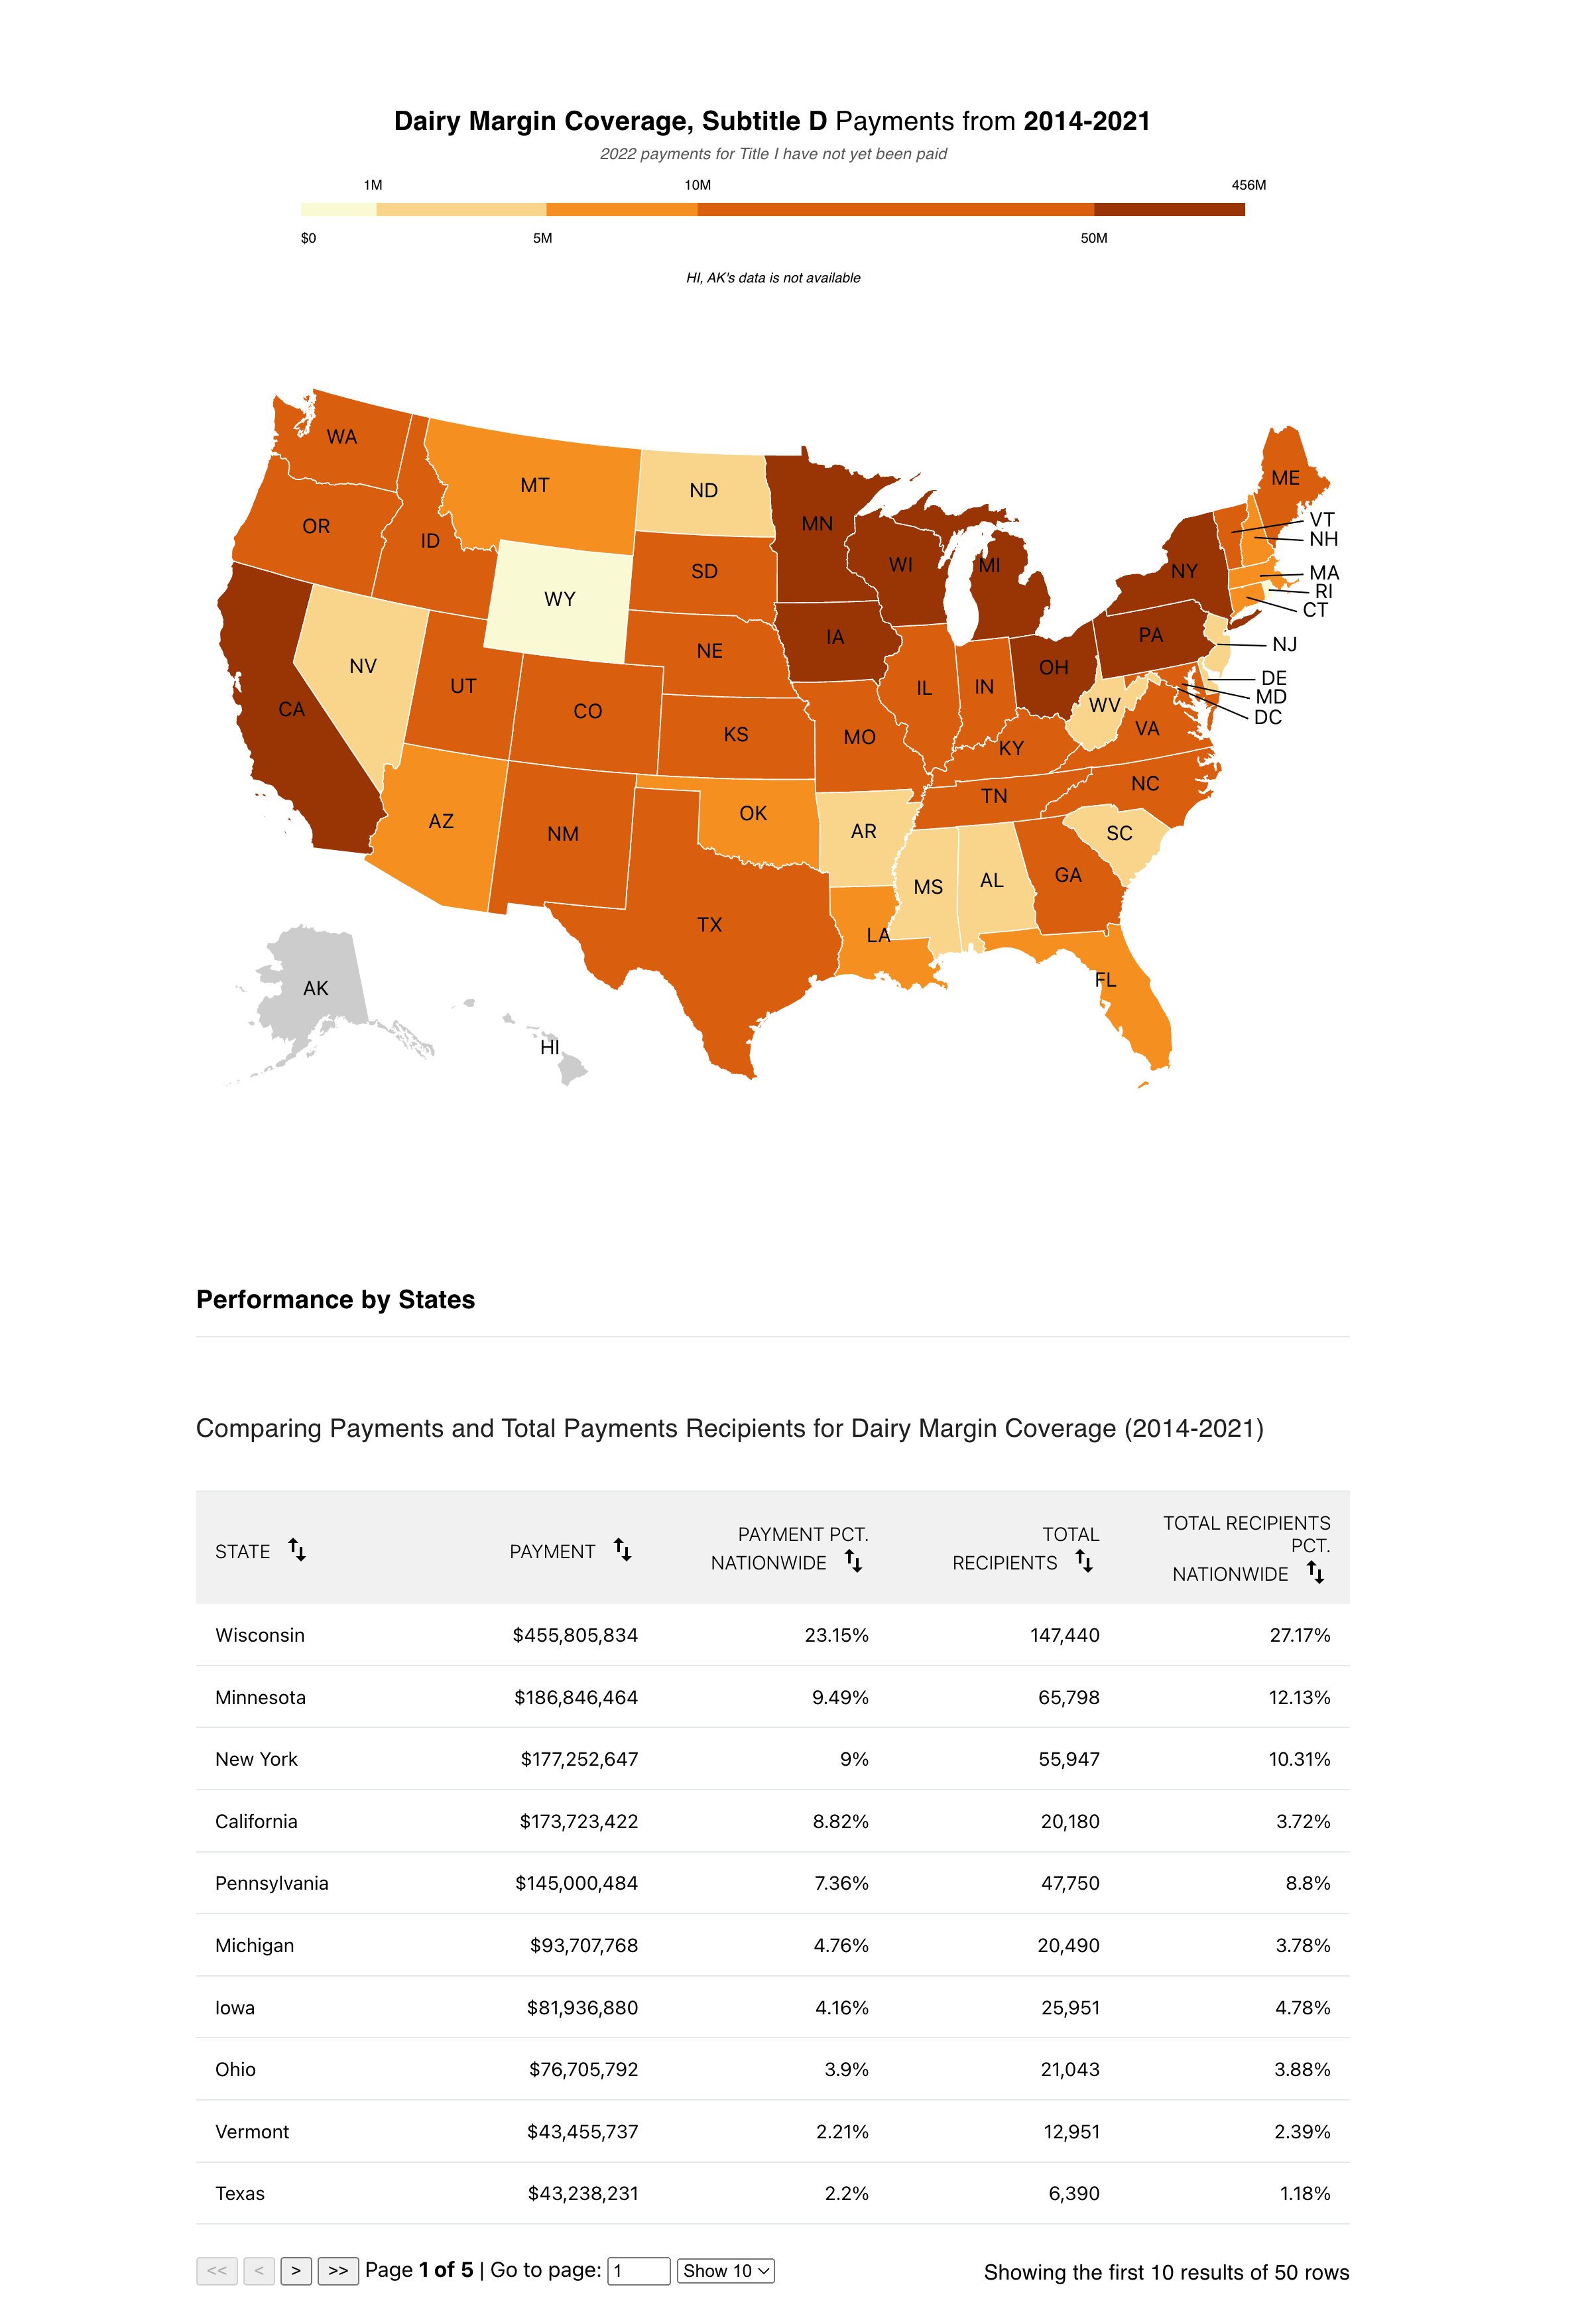 Dairy Margin Coverage, Subtitle D Payments from 2014-2021
2022 payments for Title I have not yet been paid
1M 10M 456M
$0 5M 50M
HI, AK's data is not available
WA
MT
ND
ME
OR
ID
MN
VT
NH
WY
SD
WI
MI
NY
MA
RI
CT
NV
NE
IA
PA
NJ
UT
CO
IL
IN
OH
DE
MD
DC
CA
KS
MO
WV
VA
KY
AZ
NM
OK
AR
TN
NC
SC
TX
LA
MS
AL
GA
FL
AK
HI
Performance by States
Comparing Payments and Total Payments Recipients for Dairy Margin Coverage (2014-2021)
STATE PAYMENT PAYMENT PCT. NATIONWIDE TOTAL RECIPIENTS TOTAL RECIPIENTS PCT. NATIONWIDE
Wisconsin $455,805,834 23.15% 147,440 27.17%
Minnesota $186,846,464 9.49% 65,798 12.13%
New York $177,252,647 9% 55,947 10.31%
California $173,723,422 8.82% 20,180 3.72%
Pennsylvania $145,000,484 7.36% 47,750 8.8%
Michigan $93,707,768 4.76% 20,490 3.78%
Iowa $81,936,880 4.16% 25,951 4.78%
Ohio $76,705,792 3.9% 21,043 3.88%
Vermont $43,455,737 2.21% 12,951 2.39%
Texas $43,238,231 2.2% 6,390 1.18%
<< < > >> Page 1 of 5 | Go to page: 1 Show 10 Showing the first 10 results of 50 rows